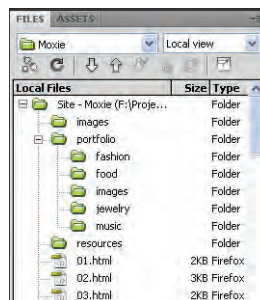 FILES ASSETS
Moxie Local view
Local Files Size Type
Site - Moxie (F:\Proje... Folder
images Folder
portfolio Folder
fashion Folder
food Folder
images Folder
jewelry Folder
music Folder
resources Folder
01.html 2KB Firefox
02.html 3KB Firefox
03.html 2KB Firefox